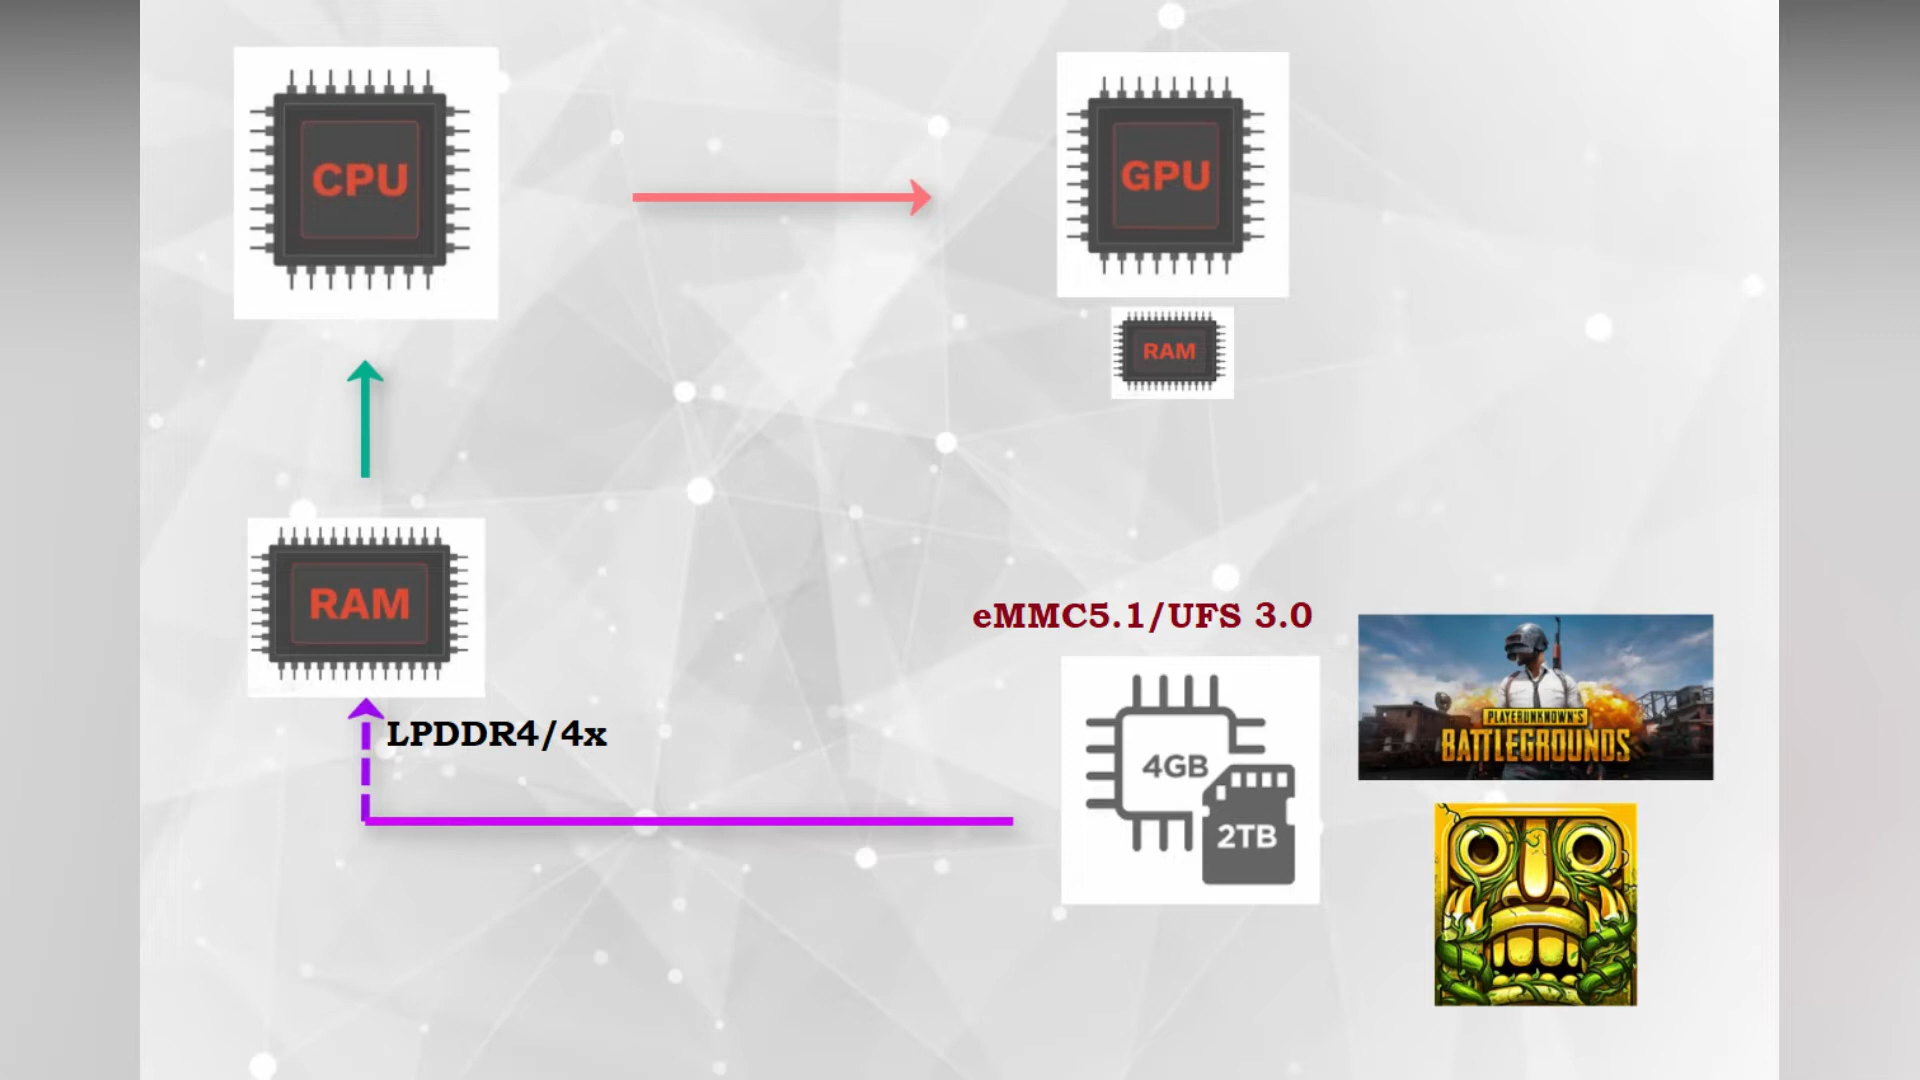 CPU
GPU
RAM
RAM
eMMC5.1/UFS 3.0
LPDDR4/4x
4GB
2TB
PLAYERUNKNOWN'S
BATTLEGROUNDS